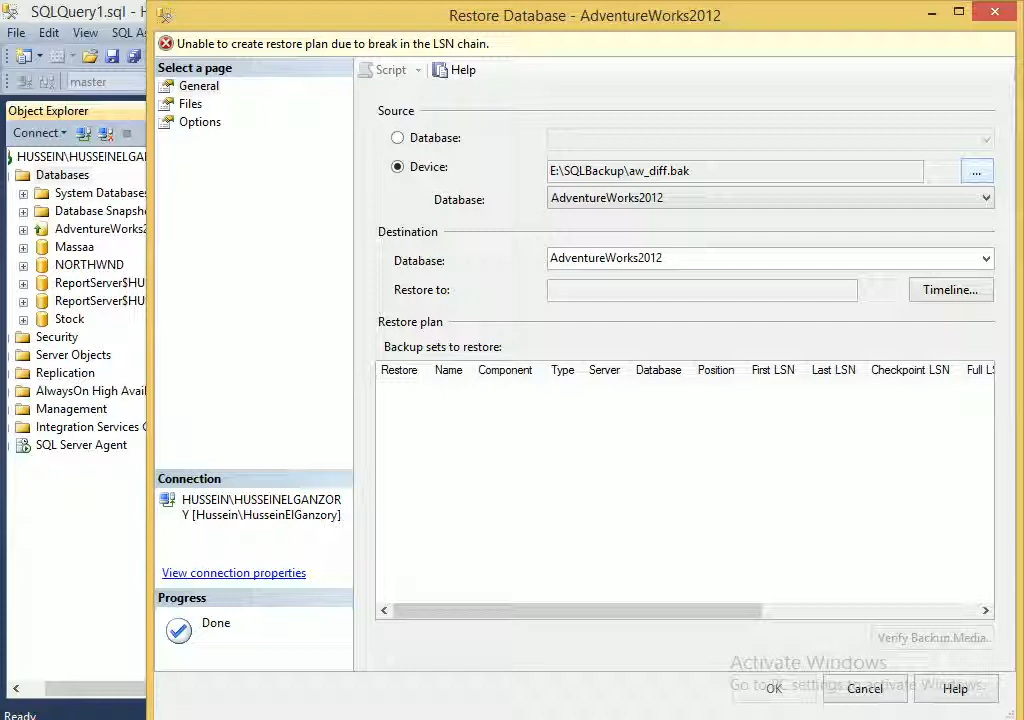 SQLQuery1.sql - H
Restore Database - AdventureWorks2012
File Edit View SQL A
Unable to create restore plan due to break in the LSN chain.
master
Select a page
General
Files
Options
Script Help
Object Explorer
Connect
HUSSEIN\HUSSEINELGA
Databases
System Databases
Database Snapsh
AdventureWorks2
Massaa
NORTHWND
ReportServer$HU
ReportServer$HU
Stock
Security
Server Objects
Replication
AlwaysOn High Avail
Management
Integration Services C
SQL Server Agent
Source
Database:
Device:
E:\SQLBackup\aw_diff.bak
...
Database:
AdventureWorks2012
Destination
Database:
AdventureWorks2012
Restore to:
Timeline...
Restore plan
Backup sets to restore:
Restore Name Component Type Server Database Position First LSN Last LSN Checkpoint LSN Full LS
Connection
HUSSEIN\HUSSEINELGANZOR
Y [Hussein\HusseinElGanzory]
View connection properties
Progress
Done
Verify Backup Media.
Activate Windows
Go to PC settings to activate Windows.
OK Cancel Help
Ready